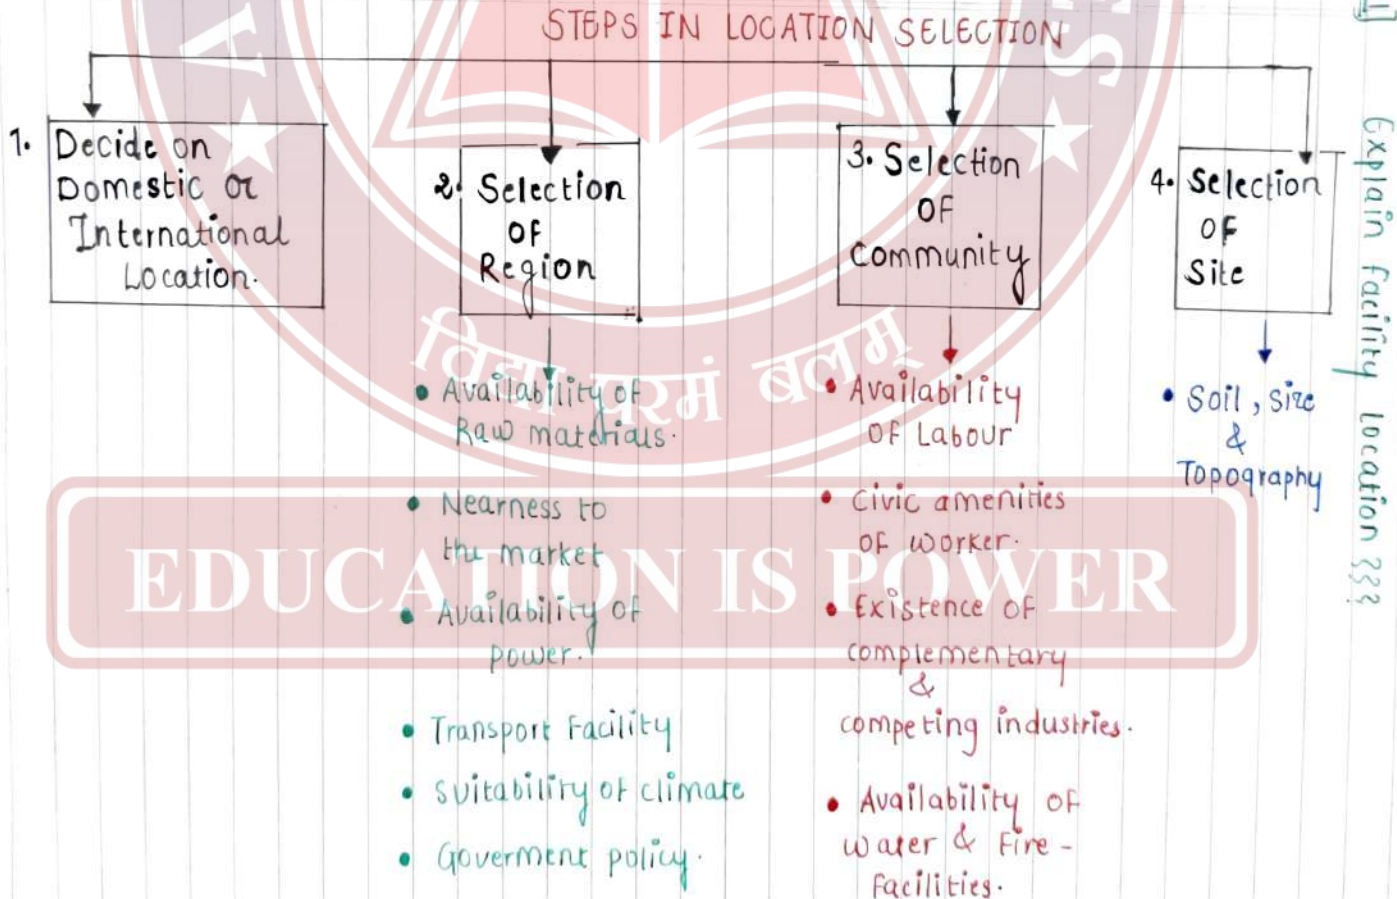 STEPS IN LOCATION SELECTION
1. Decide on
Domestic or
International
Location.
2. Selection
OF
Region
• Availability of
Raw materials.
• Nearness to
the market
• Availability of
power.
• Transport Facility
• Suitability of climate
• Goverment policy.
3. Selection
OF
Community
• Availability
OF Labour
• Civic amenities
OF worker.
• Existence OF
complementary
&
competing industries.
• Availability OF
water & Fire -
Facilities.
4. Selection
OF
Site
• Soil, size
&
Topography
Explain Facility location ???
विद्या परमं बलम्
EDUCATION IS POWER